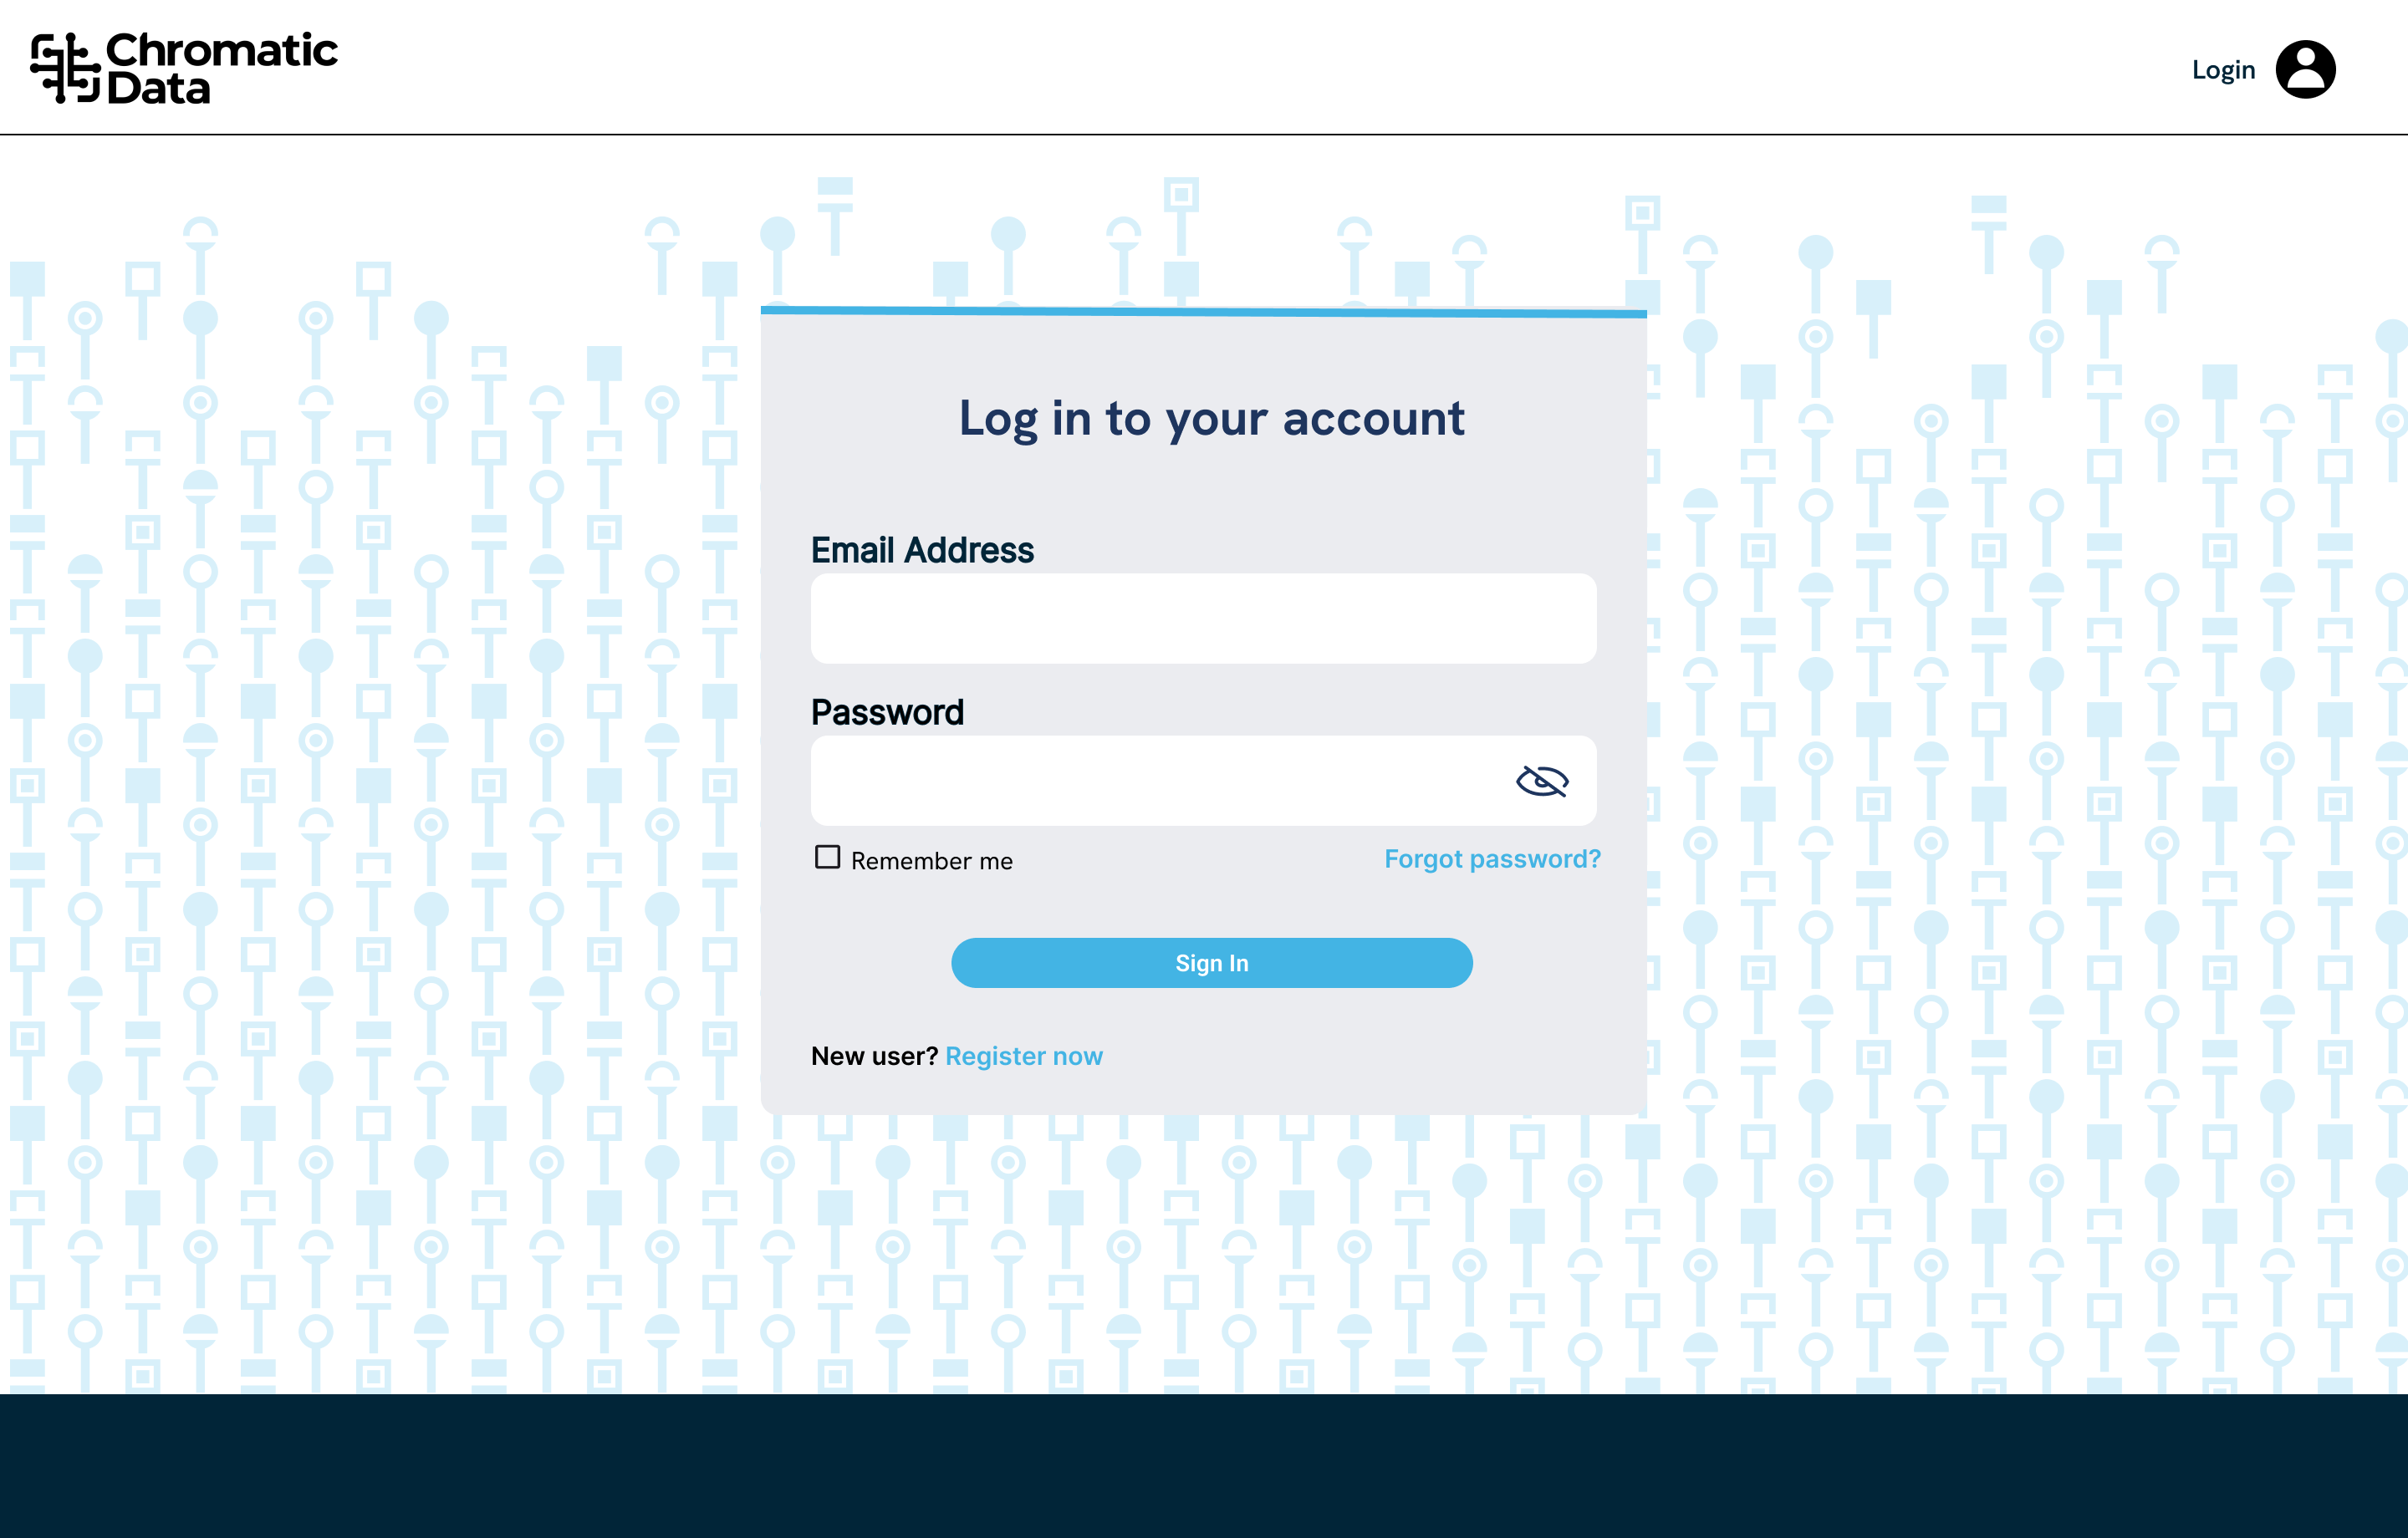 Chromatic
Data
Login
Log in to your account
Email Address
Password
Remember me
Forgot password?
Sign In
New user? Register now